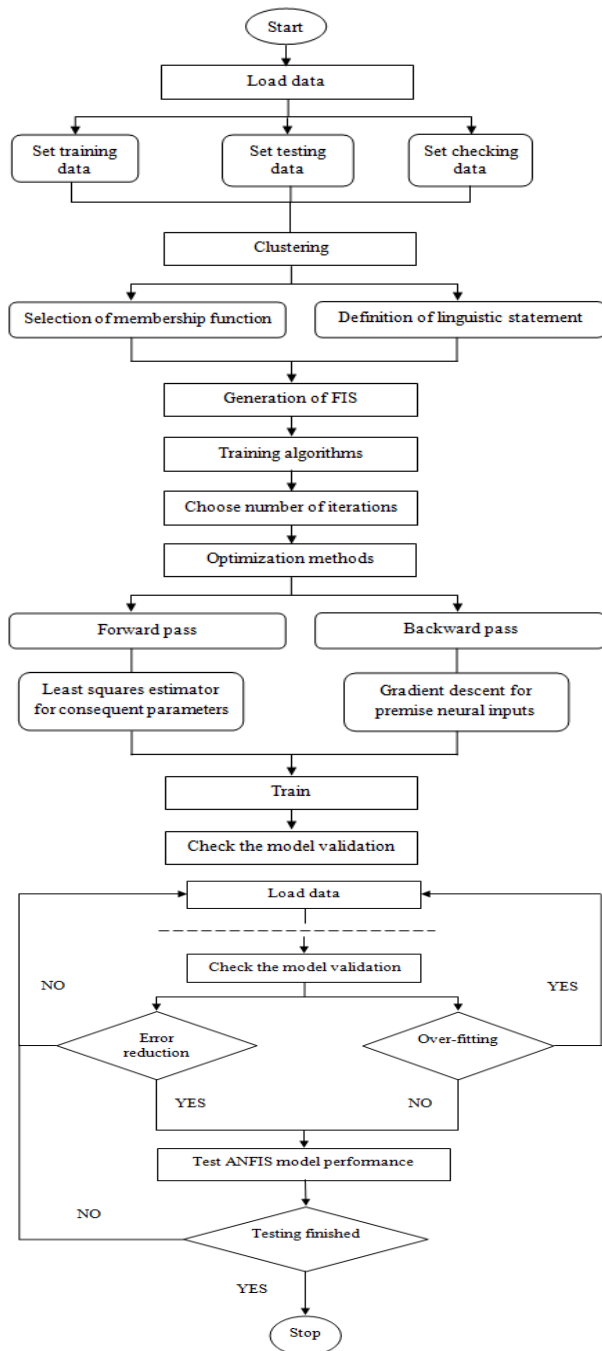 Start
Load data
Set training
data
Set testing
data
Set checking
data
Clustering
Selection of membership function
Definition of linguistic statement
Generation of FIS
Training algorithms
Choose number of iterations
Optimization methods
Forward pass
Backward pass
Least squares estimator
for consequent parameters
Gradient descent for
premise neural inputs
Train
Check the model validation
Load data
Check the model validation
NO
YES
Error
reduction
Over-fitting
YES
NO
Test ANFIS model performance
NO
Testing finished
YES
Stop